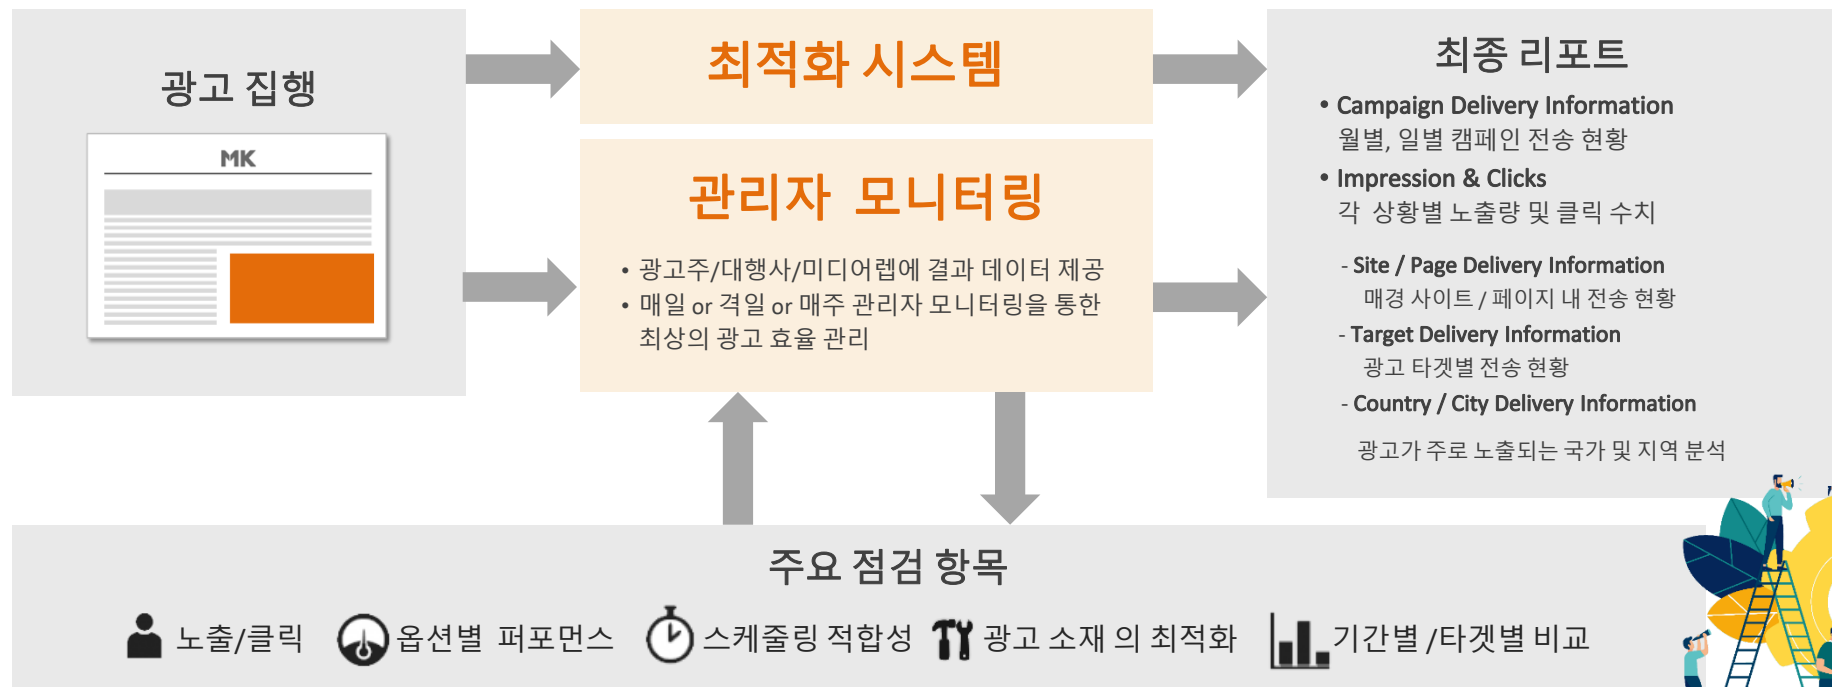 광고 집행
MK
최적화 시스템
관리자 모니터링
• 광고주/대행사/미디어렙에 결과 데이터 제공
• 매일 or 격일 or 매주 관리자 모니터링을 통한
최상의 광고 효율 관리
최종 리포트
• Campaign Delivery Information
월별, 일별 캠페인 전송 현황
• Impression & Clicks
각 상황별 노출량 및 클릭 수치
- Site / Page Delivery Information
매경 사이트 / 페이지 내 전송 현황
- Target Delivery Information
광고 타겟별 전송 현황
- Country / City Delivery Information
광고가 주로 노출되는 국가 및 지역 분석
주요 점검 항목
노출/클릭 옵션별 퍼포먼스 스케줄링 적합성 광고 소재 의 최적화 기간별 /타겟별 비교